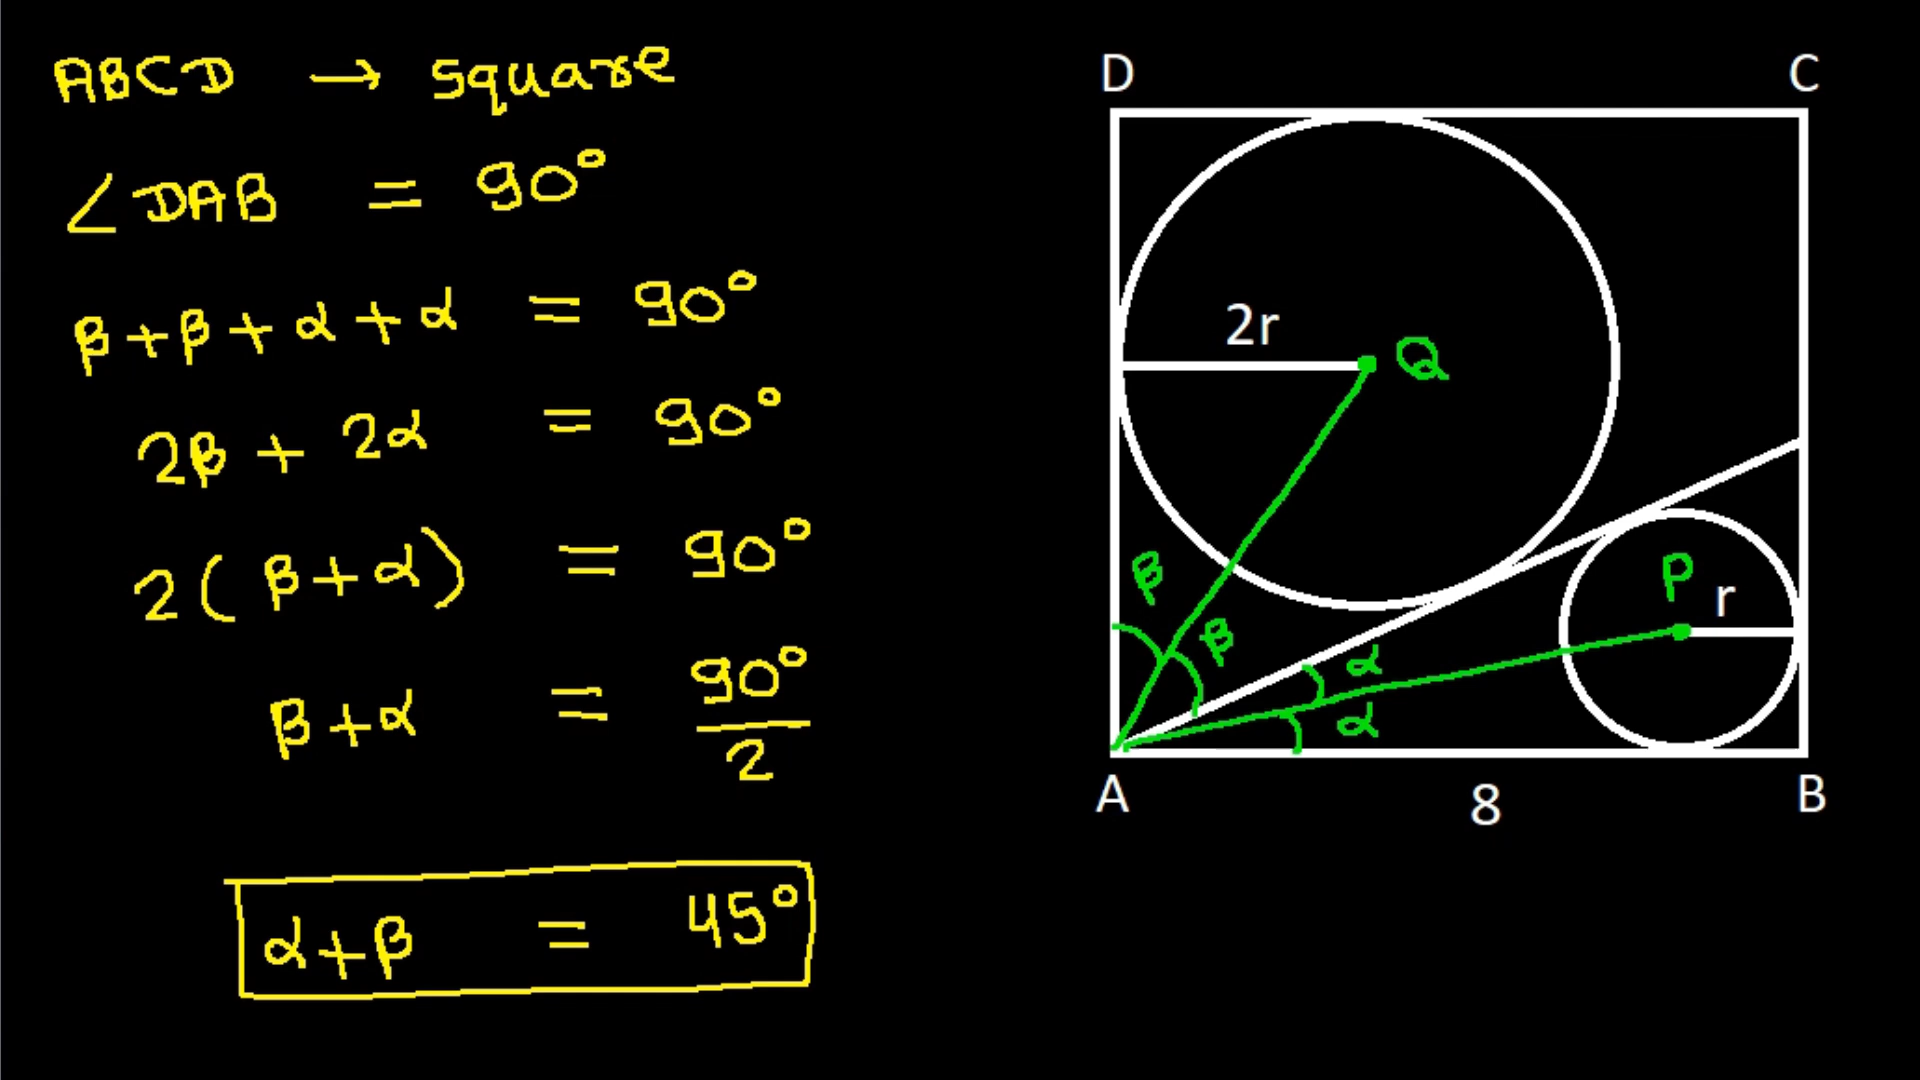 ABCD → square
∠DAB = 90°
β + β + α + α = 90°
2β + 2α = 90°
2(β + α) = 90°
β + α = 90°/2
α + β = 45°
D C
2r Q
β β
P r
α
α
A B
8